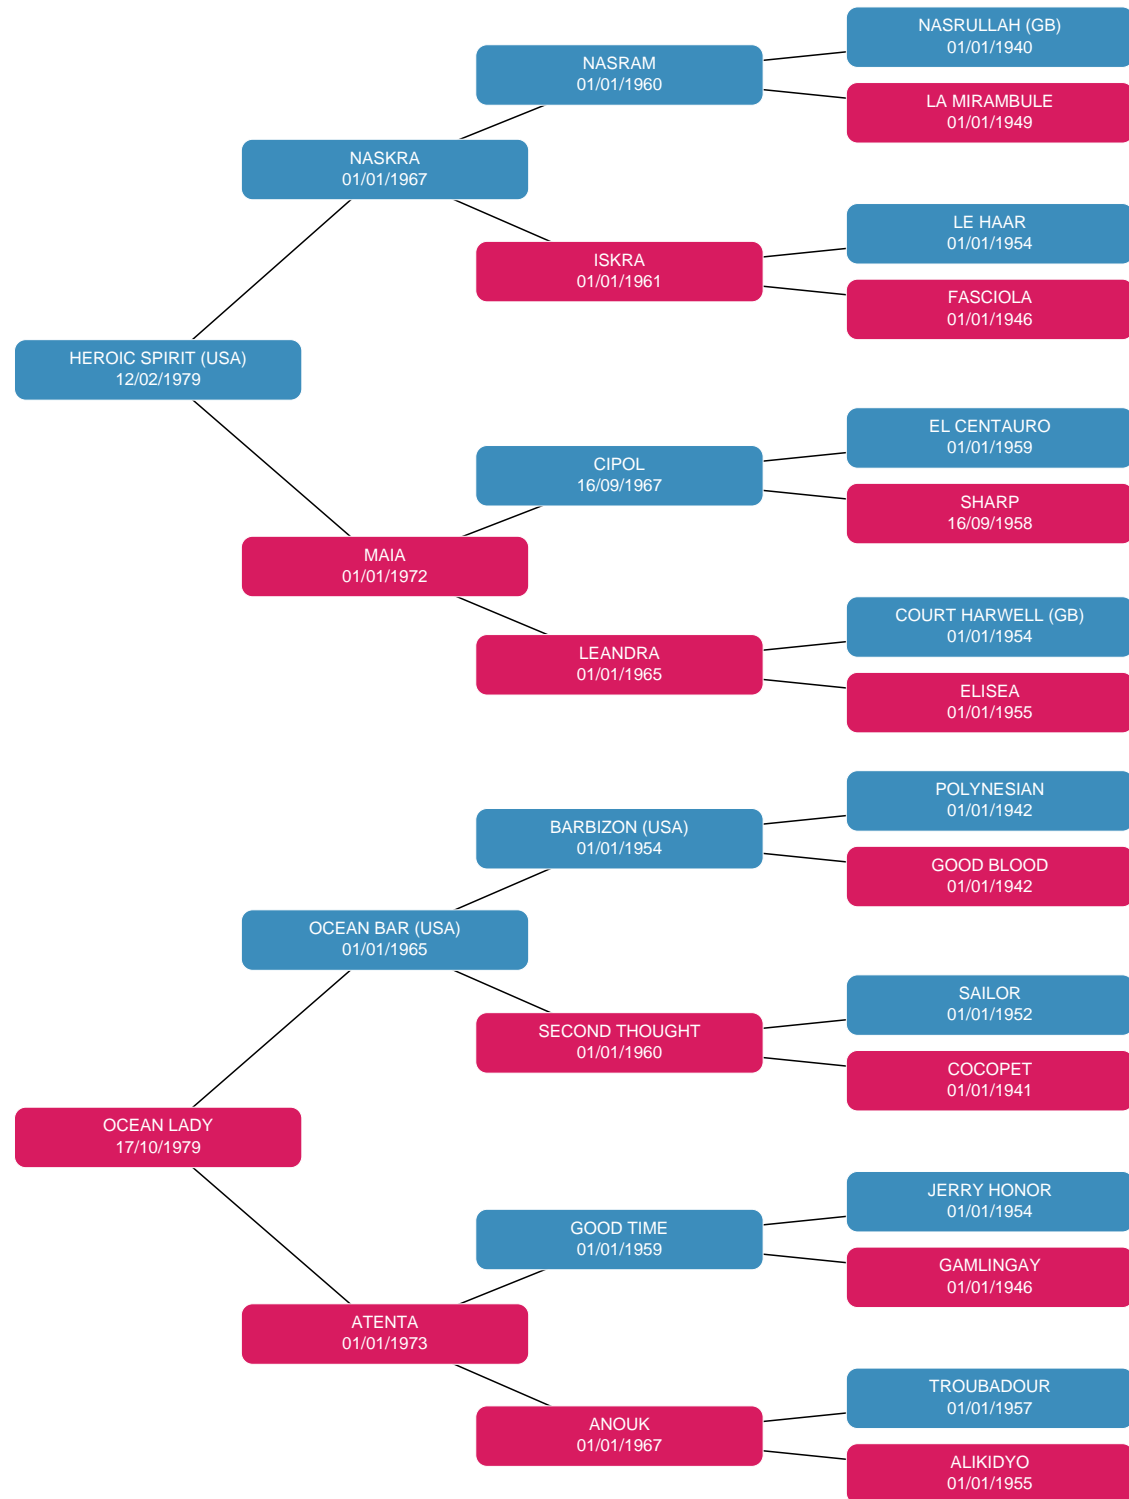 NASRULLAH (GB)
01/01/1940
NASRAM
01/01/1960
LA MIRAMBULE
01/01/1949
NASKRA
01/01/1967
LE HAAR
01/01/1954
ISKRA
01/01/1961
FASCIOLA
01/01/1946
HEROIC SPIRIT (USA)
12/02/1979
EL CENTAURO
01/01/1959
CIPOL
16/09/1967
SHARP
16/09/1958
MAIA
01/01/1972
COURT HARWELL (GB)
01/01/1954
LEANDRA
01/01/1965
ELISEA
01/01/1955
POLYNESIAN
01/01/1942
BARBIZON (USA)
01/01/1954
GOOD BLOOD
01/01/1942
OCEAN BAR (USA)
01/01/1965
SAILOR
01/01/1952
SECOND THOUGHT
01/01/1960
COCOPET
01/01/1941
OCEAN LADY
17/10/1979
JERRY HONOR
01/01/1954
GOOD TIME
01/01/1959
GAMLINGAY
01/01/1946
ATENTA
01/01/1973
TROUBADOUR
01/01/1957
ANOUK
01/01/1967
ALIKIDYO
01/01/1955